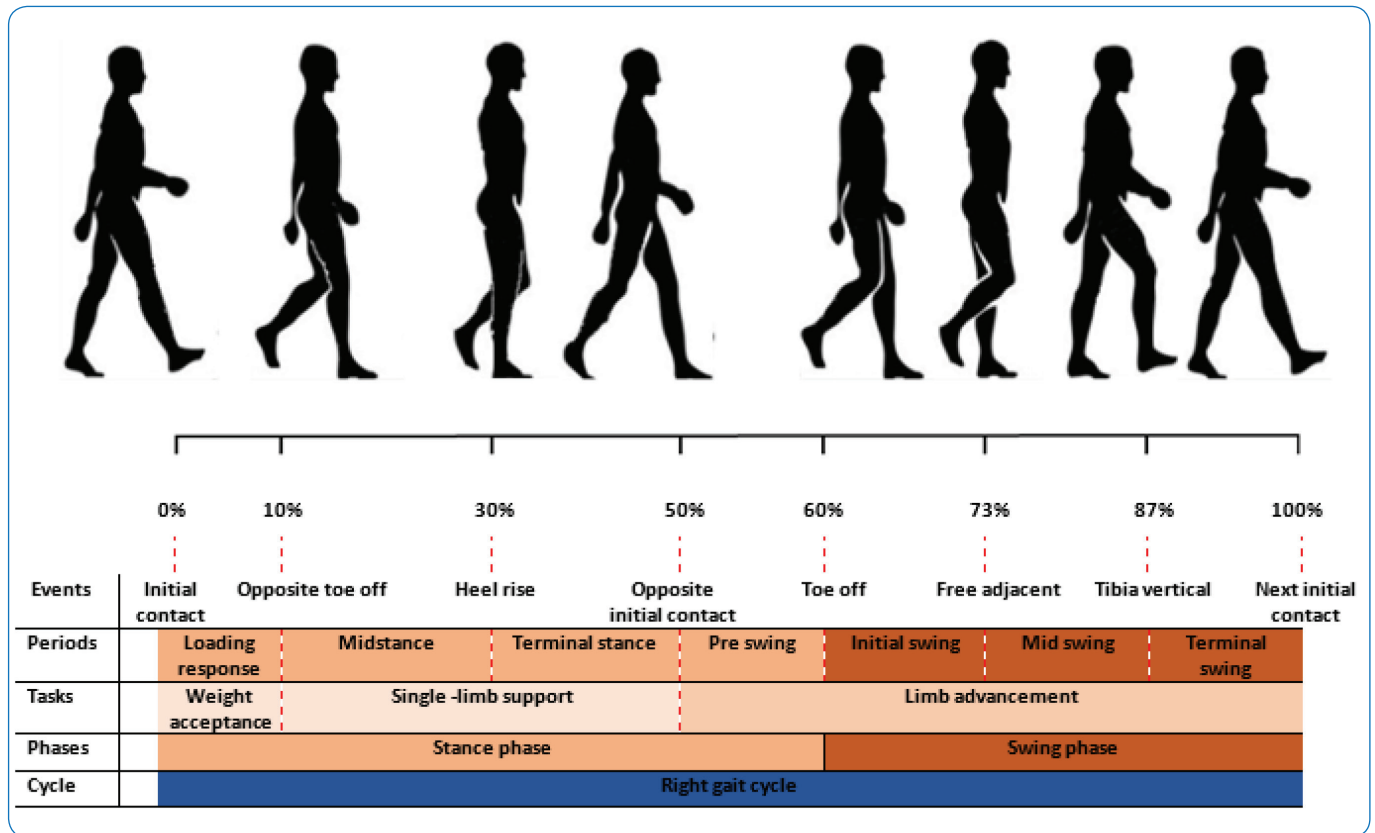 0% 10% 30% 50% 60% 73% 87% 100%
Events Initial Opposite toe off Heel rise Opposite Toe off Free adjacent Tibia vertical Next initial
contact initial contact contact
Periods Loading Midstance Terminal stance Pre swing Initial swing Mid swing Terminal
response swing
Tasks Weight Single -limb support Limb advancement
acceptance
Phases Stance phase Swing phase
Cycle Right gait cycle